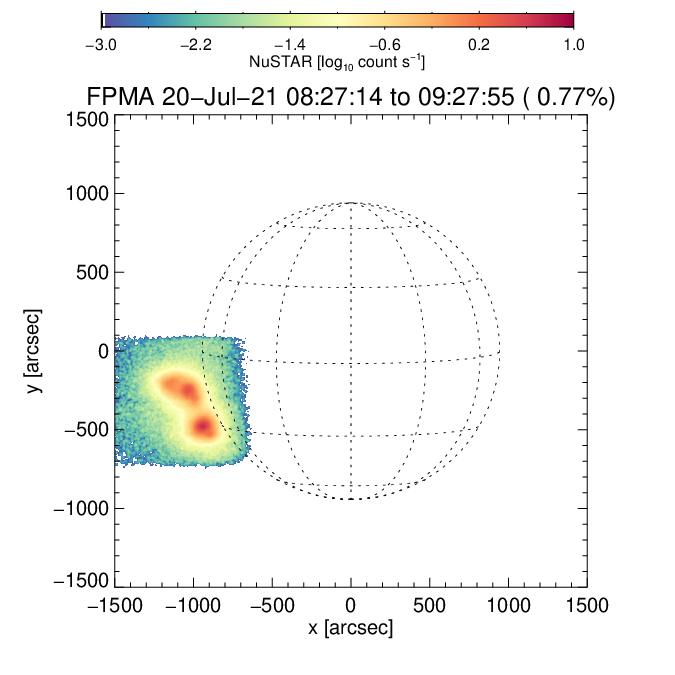 −3.0 −2.2 −1.4 −0.6 0.2 1.0
NuSTAR [log₁₀ count s⁻¹]
FPMA 20−Jul−21 08:27:14 to 09:27:55 ( 0.77%)
1500
1000
500
0
−500
−1000
−1500
y [arcsec]
−1500 −1000 −500 0 500 1000 1500
x [arcsec]